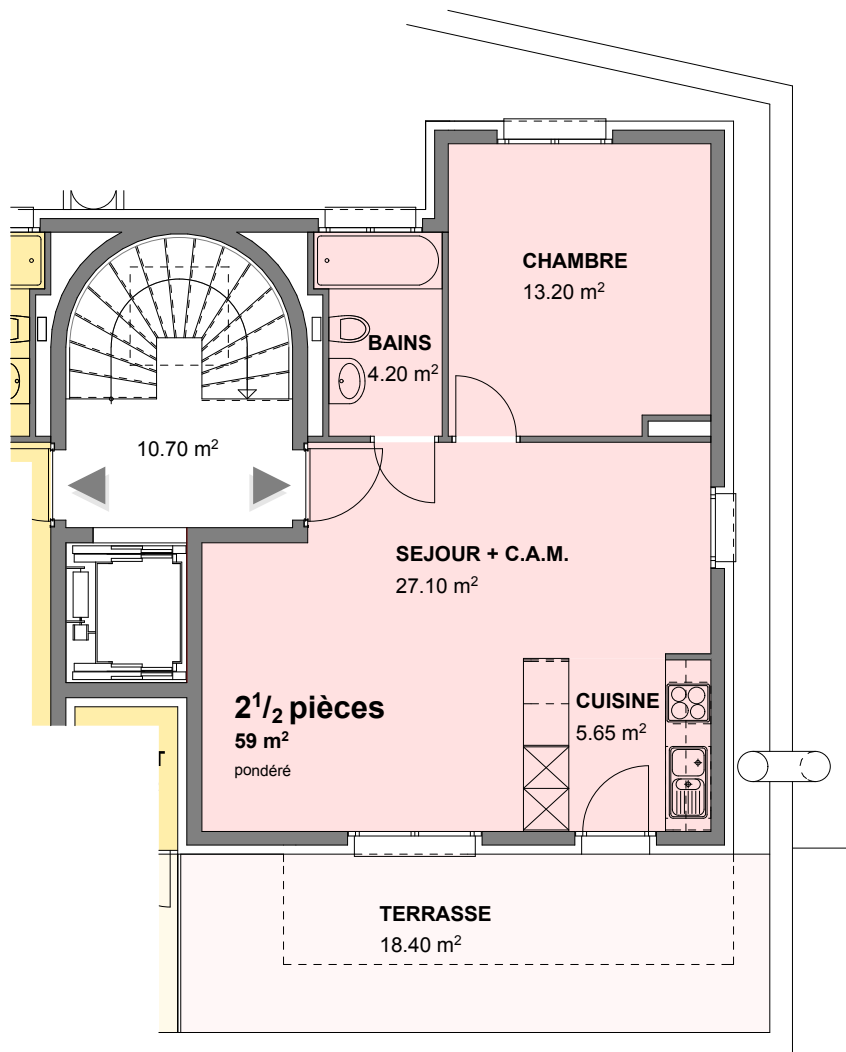 CHAMBRE
13.20 m²
BAINS
4.20 m²
10.70 m²
SEJOUR + C.A.M.
27.10 m²
2¹/₂ pièces
59 m²
pondéré
CUISINE
5.65 m²
T
TERRASSE
18.40 m²